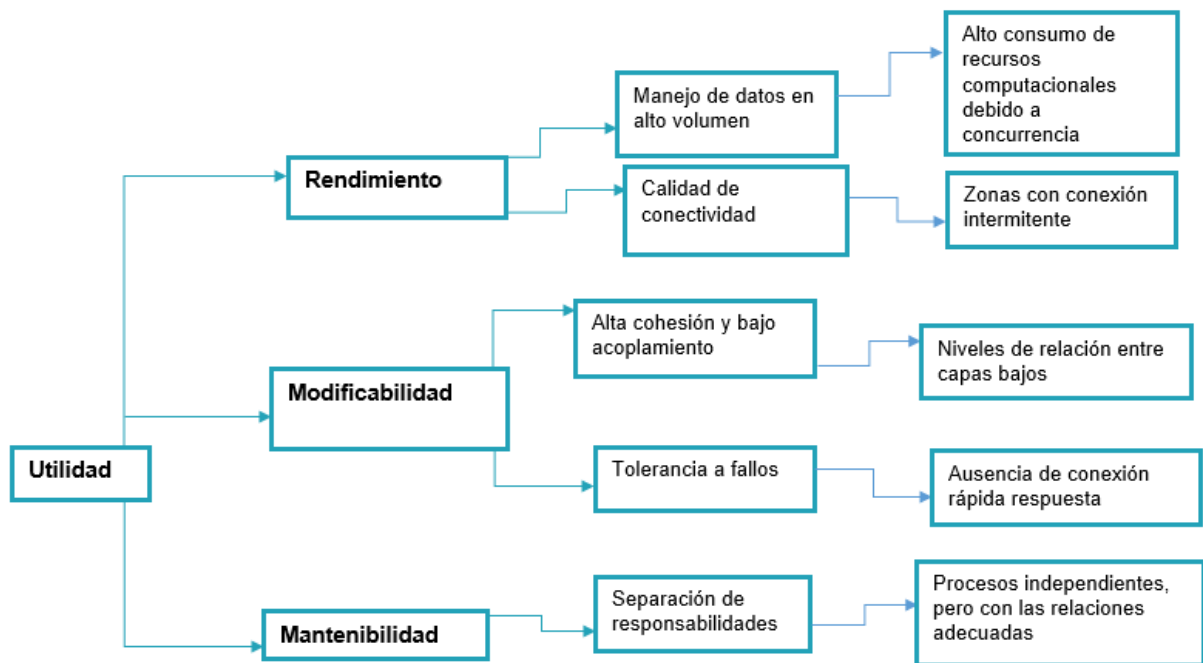 Utilidad
Rendimiento
Manejo de datos en
alto volumen
Alto consumo de
recursos
computacionales
debido a
concurrencia
Calidad de
conectividad
Zonas con conexión
intermitente
Modificabilidad
Alta cohesión y bajo
acoplamiento
Niveles de relación entre
capas bajos
Tolerancia a fallos
Ausencia de conexión
rápida respuesta
Mantenibilidad
Separación de
responsabilidades
Procesos independientes,
pero con las relaciones
adecuadas